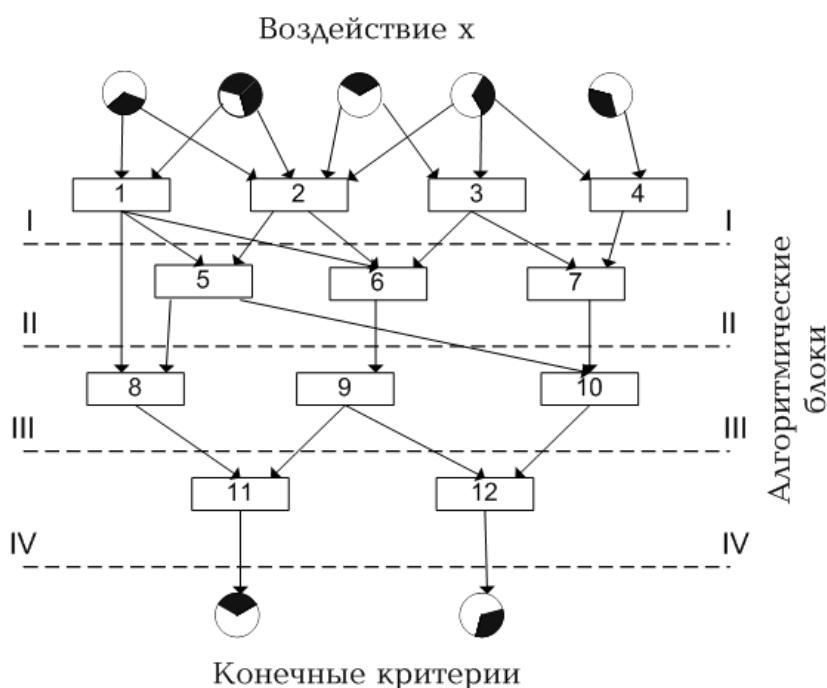 Воздействие x
1 2 3 4
I I
5 6 7
II II
8 9 10
III III
11 12
IV IV
Алгоритмические
блоки
Конечные критерии